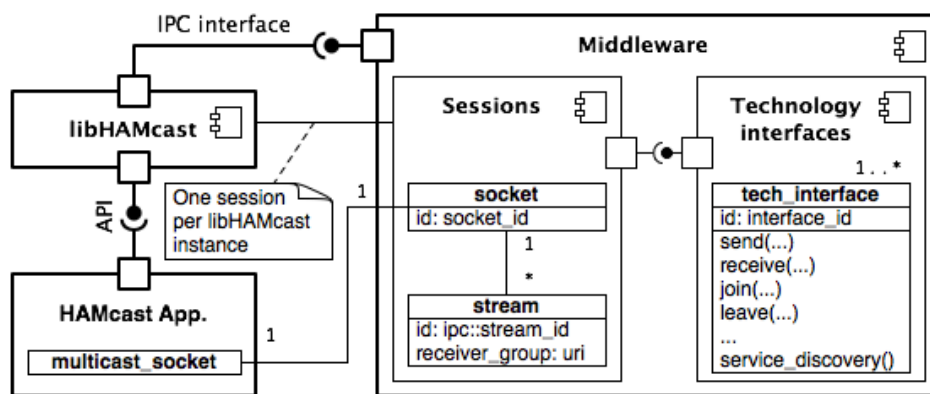 IPC interface
Middleware
libHAMcast
Sessions
Technology
interfaces
One session
per libHAMcast
instance
API
1
socket
id: socket_id
1
*
stream
id: ipc::stream_id
receiver_group: uri
1..*
tech_interface
id: interface_id
send(...)
receive(...)
join(...)
leave(...)
...
service_discovery()
HAMcast App.
1
multicast_socket